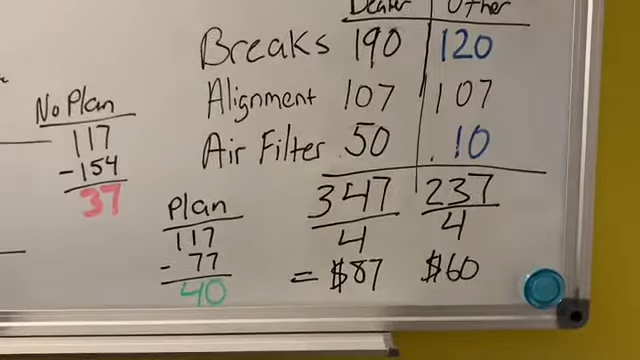 Dealer Other
Breaks 190 120
Alignment 107 107
Air Filter .50 .10
347 237
4 4
= $87 $60
No Plan
117
-154
37
Plan
117
- 77
40